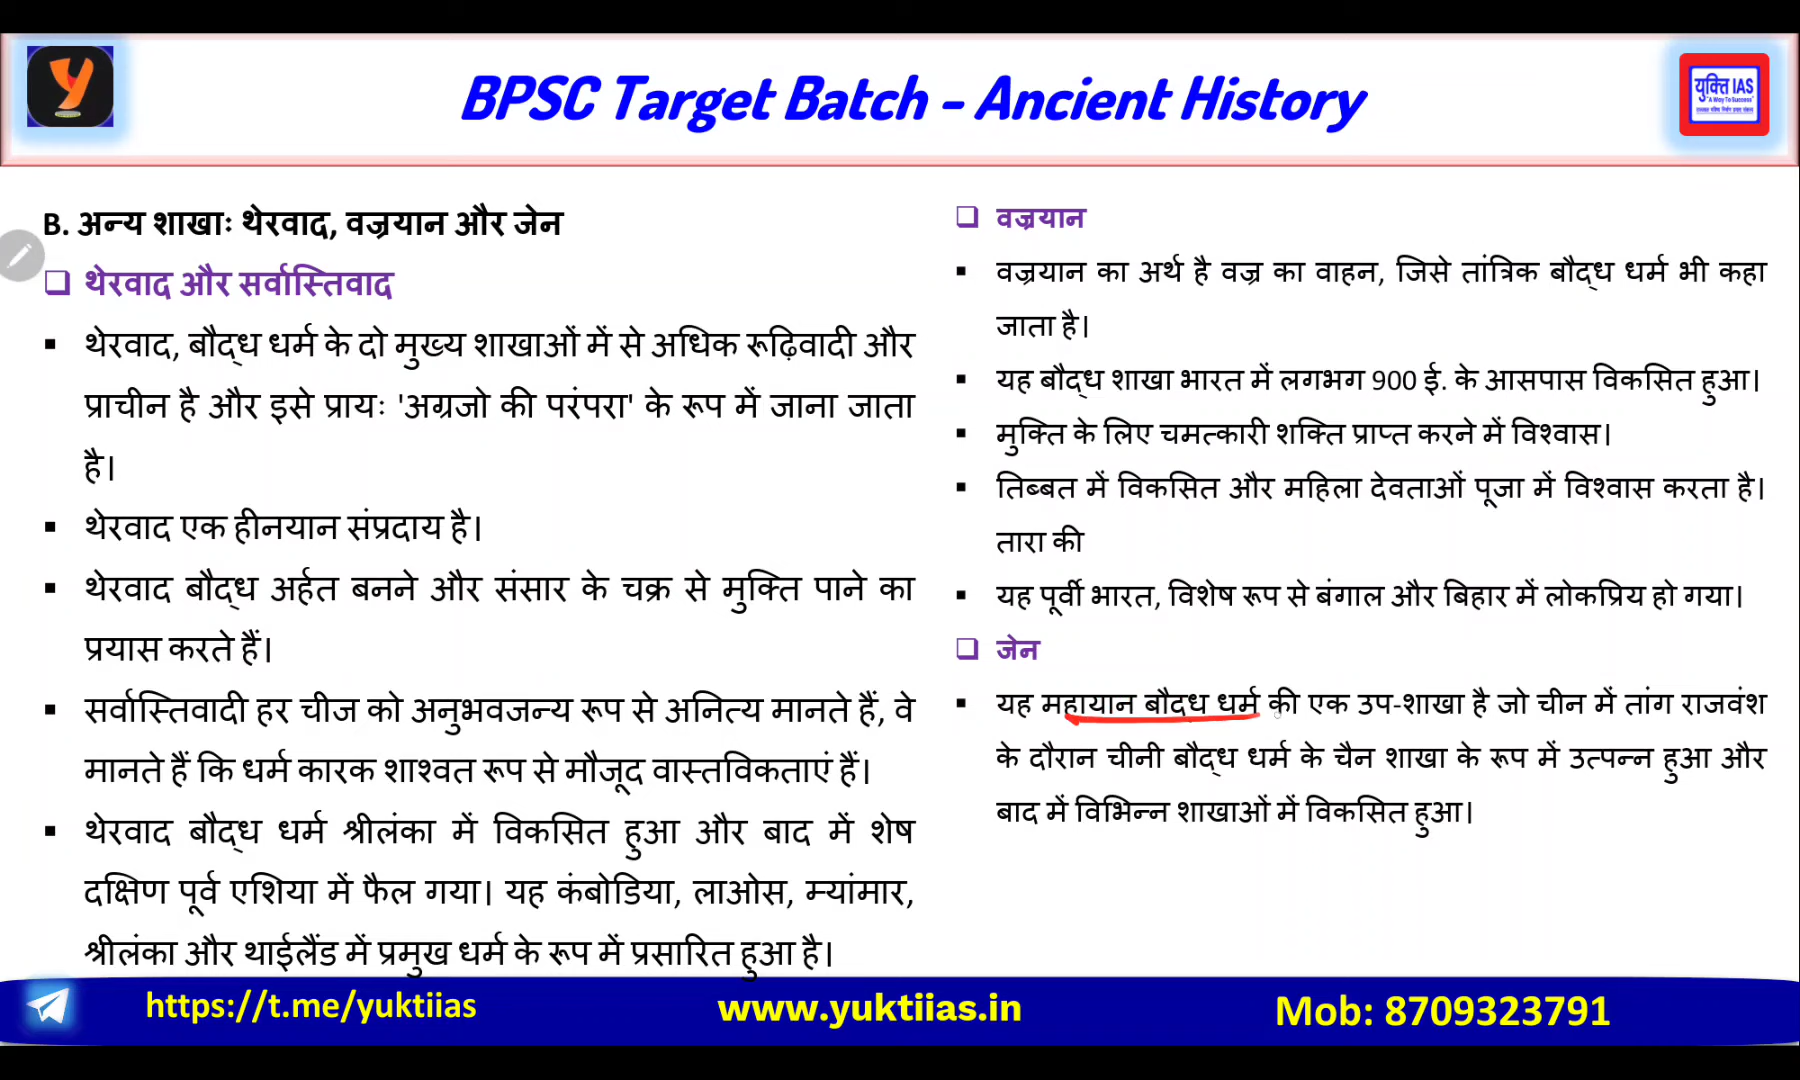 BPSC Target Batch - Ancient History
युक्ति IAS
"A Way To Success"
B. अन्य शाखाः थेरवाद, वज्रयान और जेन
थेरवाद और सर्वास्तिवाद
थेरवाद, बौद्ध धर्म के दो मुख्य शाखाओं में से अधिक रूढ़िवादी और
प्राचीन है और इसे प्रायः 'अग्रजो की परंपरा' के रूप में जाना जाता
है।
थेरवाद एक हीनयान संप्रदाय है।
थेरवाद बौद्ध अर्हत बनने और संसार के चक्र से मुक्ति पाने का
प्रयास करते हैं।
सर्वास्तिवादी हर चीज को अनुभवजन्य रूप से अनित्य मानते हैं, वे
मानते हैं कि धर्म कारक शाश्वत रूप से मौजूद वास्तविकताएं हैं।
थेरवाद बौद्ध धर्म श्रीलंका में विकसित हुआ और बाद में शेष
दक्षिण पूर्व एशिया में फैल गया। यह कंबोडिया, लाओस, म्यांमार,
श्रीलंका और थाईलैंड में प्रमुख धर्म के रूप में प्रसारित हुआ है।
वज्रयान
वज्रयान का अर्थ है वज्र का वाहन, जिसे तांत्रिक बौद्ध धर्म भी कहा
जाता है।
यह बौद्ध शाखा भारत में लगभग 900 ई. के आसपास विकसित हुआ।
मुक्ति के लिए चमत्कारी शक्ति प्राप्त करने में विश्वास।
तिब्बत में विकसित और महिला देवताओं पूजा में विश्वास करता है।
तारा की
यह पूर्वी भारत, विशेष रूप से बंगाल और बिहार में लोकप्रिय हो गया।
जेन
यह महायान बौद्ध धर्म की एक उप-शाखा है जो चीन में तांग राजवंश
के दौरान चीनी बौद्ध धर्म के चैन शाखा के रूप में उत्पन्न हुआ और
बाद में विभिन्न शाखाओं में विकसित हुआ।
https://t.me/yuktiias
www.yuktiias.in
Mob: 8709323791